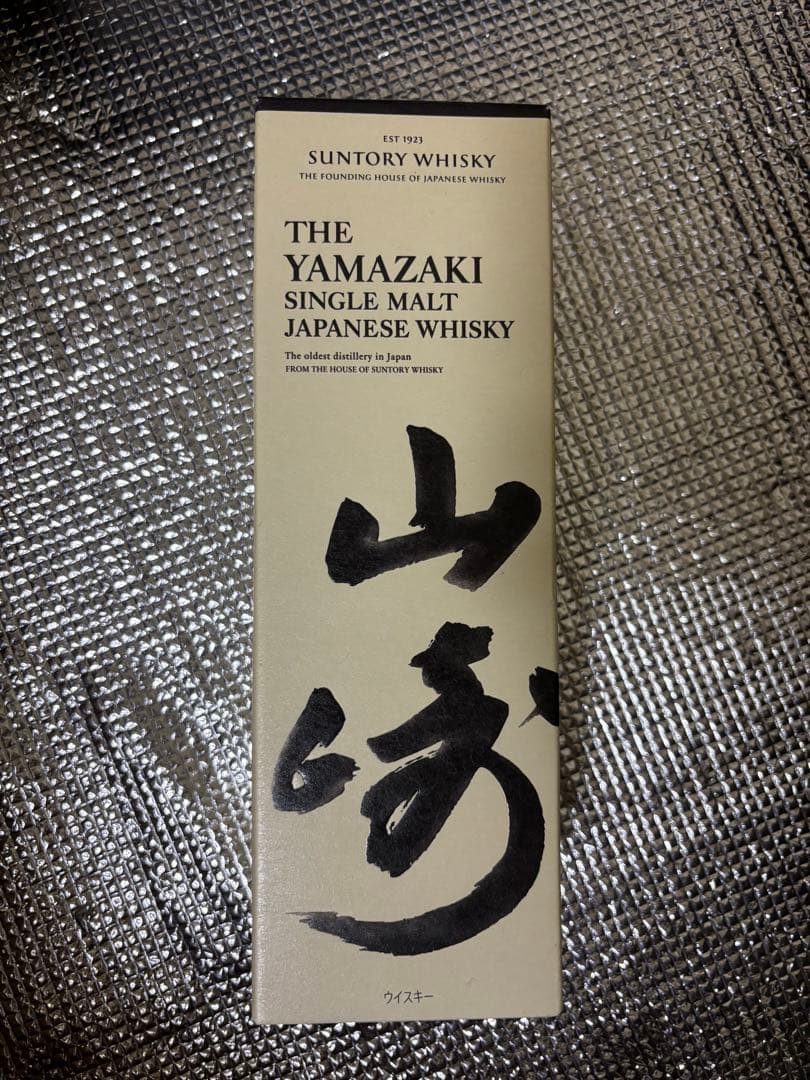 EST 1923
SUNTORY WHISKY
THE FOUNDING HOUSE OF JAPANESE WHISKY
THE
YAMAZAKI
SINGLE MALT
JAPANESE WHISKY
The oldest distillery in Japan
FROM THE HOUSE OF SUNTORY WHISKY
山
崎
ウイスキー